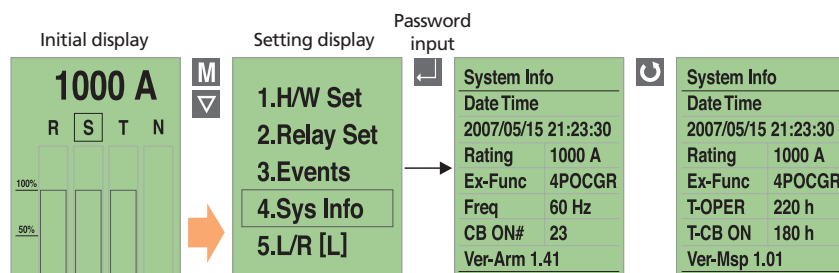 Initial display
Setting display
Password
input
1000 A
R S T N
100%
50%
M
1.H/W Set
2.Relay Set
3.Events
4.Sys Info
5.L/R [L]
System Info
Date Time
2007/05/15 21:23:30
Rating 1000 A
Ex-Func 4POCGR
Freq 60 Hz
CB ON# 23
Ver-Arm 1.41
System Info
Date Time
2007/05/15 21:23:30
Rating 1000 A
Ex-Func 4POCGR
T-OPER 220 h
T-CB ON 180 h
Ver-Msp 1.01